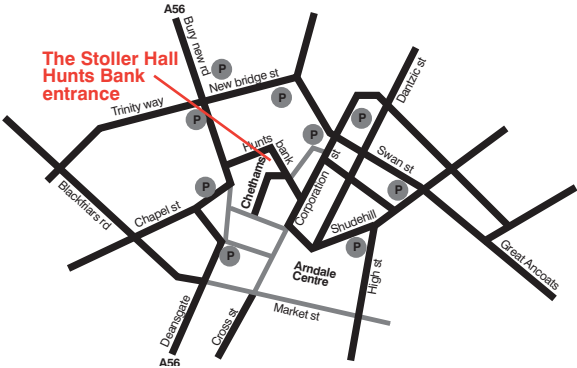 A56
Bury new rd
P
The Stoller Hall
Hunts Bank
entrance
New bridge st
P
Trinity way
P
P
P
Dantzic st
Hunts
bank
Chethams
Corporation
st
Swan st
P
P
Blackfriars rd
Chapel st
Shudehill
P
P
Great Ancoats
Arndale
Centre
High st
Market st
Deansgate
Cross st
A56